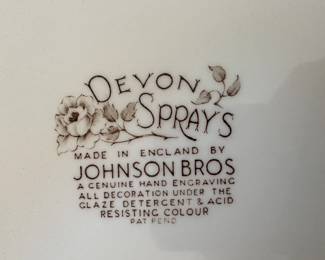 DEVON
SPRAYS
MADE IN ENGLAND BY
JOHNSON BROS
A GENUINE HAND ENGRAVING
ALL DECORATION UNDER THE
GLAZE DETERGENT & ACID
RESISTING COLOUR
PAT PEND